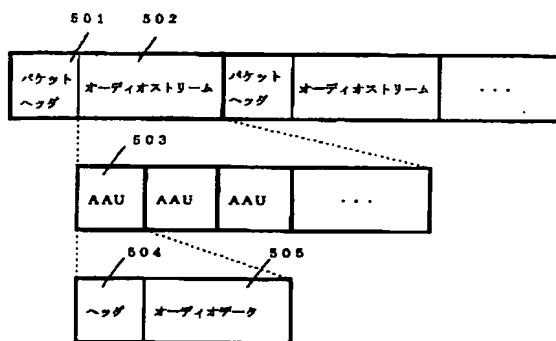 501 502
パケット
ヘッダ
オーディオストリーム
パケット
ヘッダ
オーディオストリーム
・・・
503
AAU AAU AAU ・・・
504 505
ヘッダ オーディオデータ